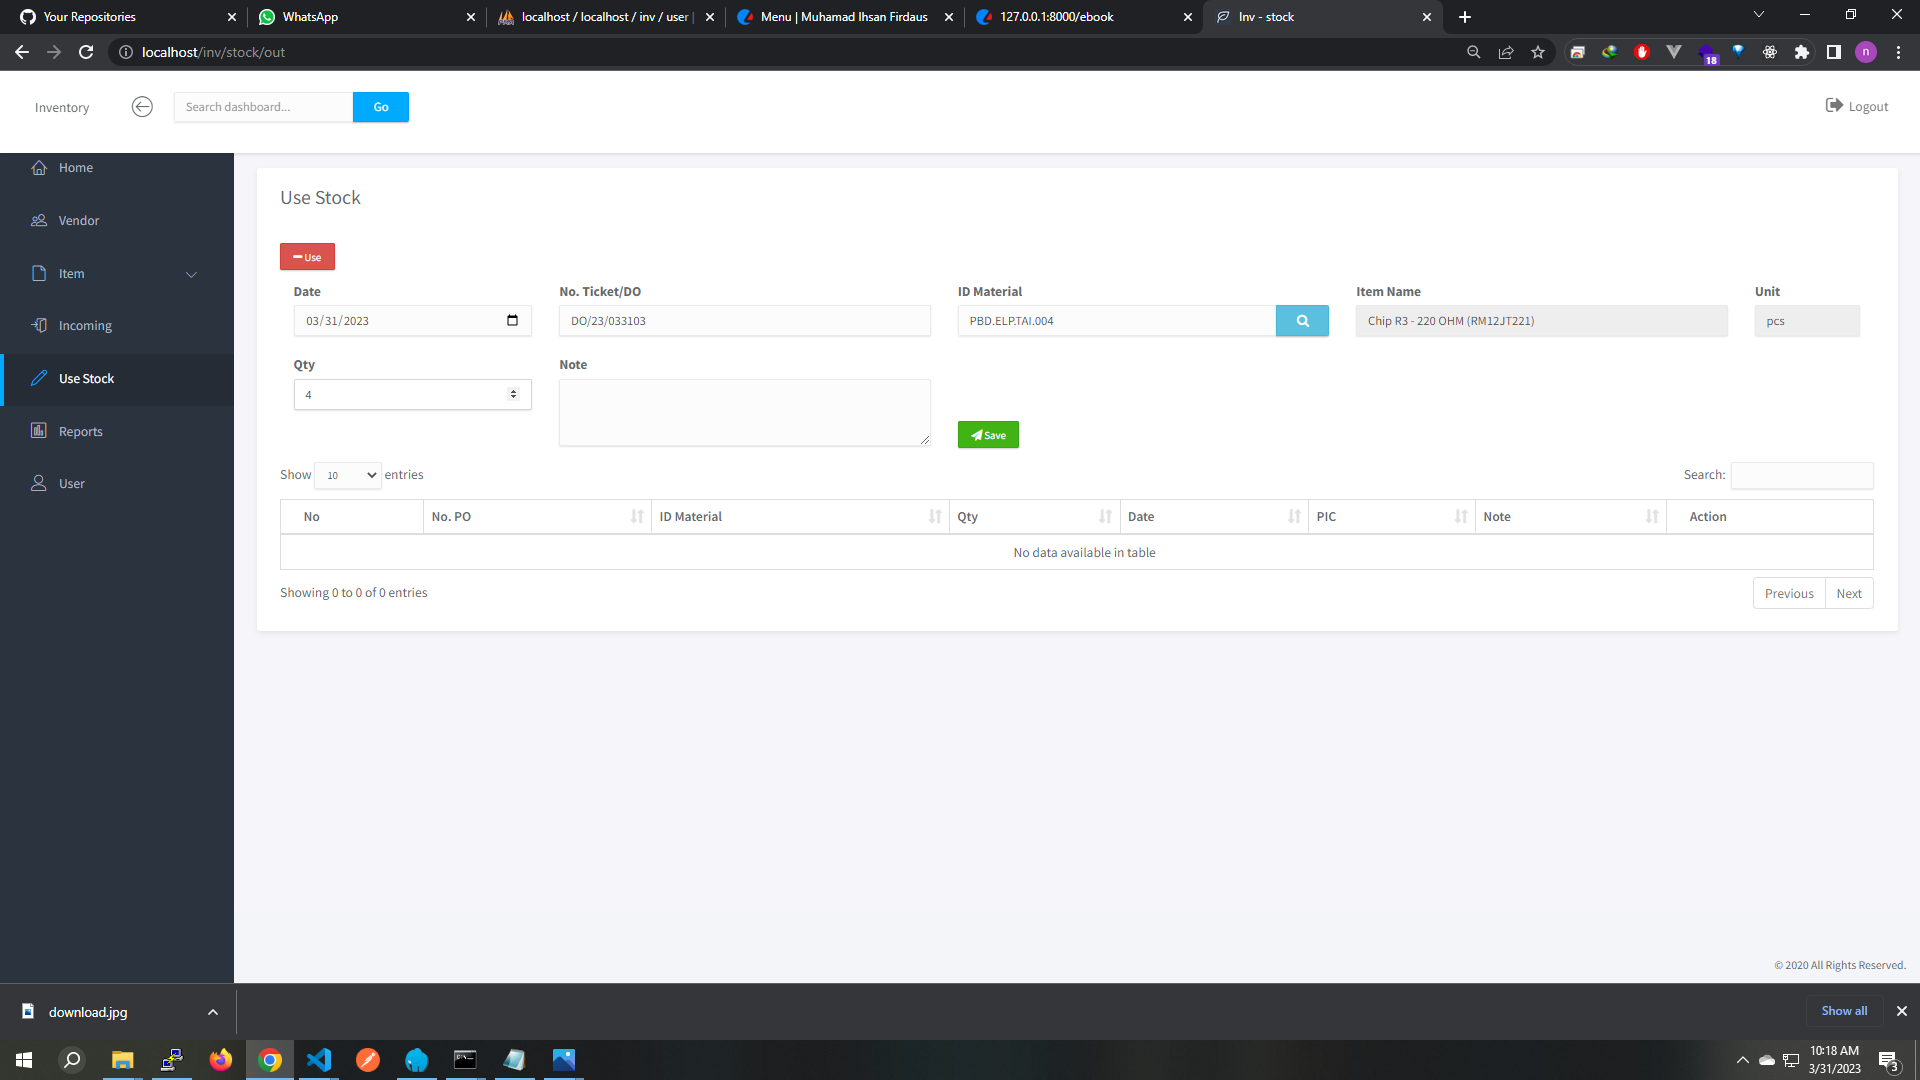 Your Repositories
WhatsApp
localhost / localhost / inv / user
Menu | Muhamad Ihsan Firdaus
127.0.0.1:8000/ebook
Inv - stock
localhost/inv/stock/out
18
n
Inventory
Search dashboard...
Go
Logout
Home
Vendor
Item
Incoming
Use Stock
Reports
User
Use Stock
Use
Date
No. Ticket/DO
ID Material
Item Name
Unit
03/31/2023
DO/23/033103
PBD.ELP.TAI.004
Chip R3 - 220 OHM (RM12JT221)
pcs
Qty
Note
4
Save
Show 10 entries
Search:
No No. PO ID Material Qty Date PIC Note Action
No data available in table
Showing 0 to 0 of 0 entries
Previous Next
© 2020 All Rights Reserved.
download.jpg
Show all
10:18 AM
3/31/2023
3